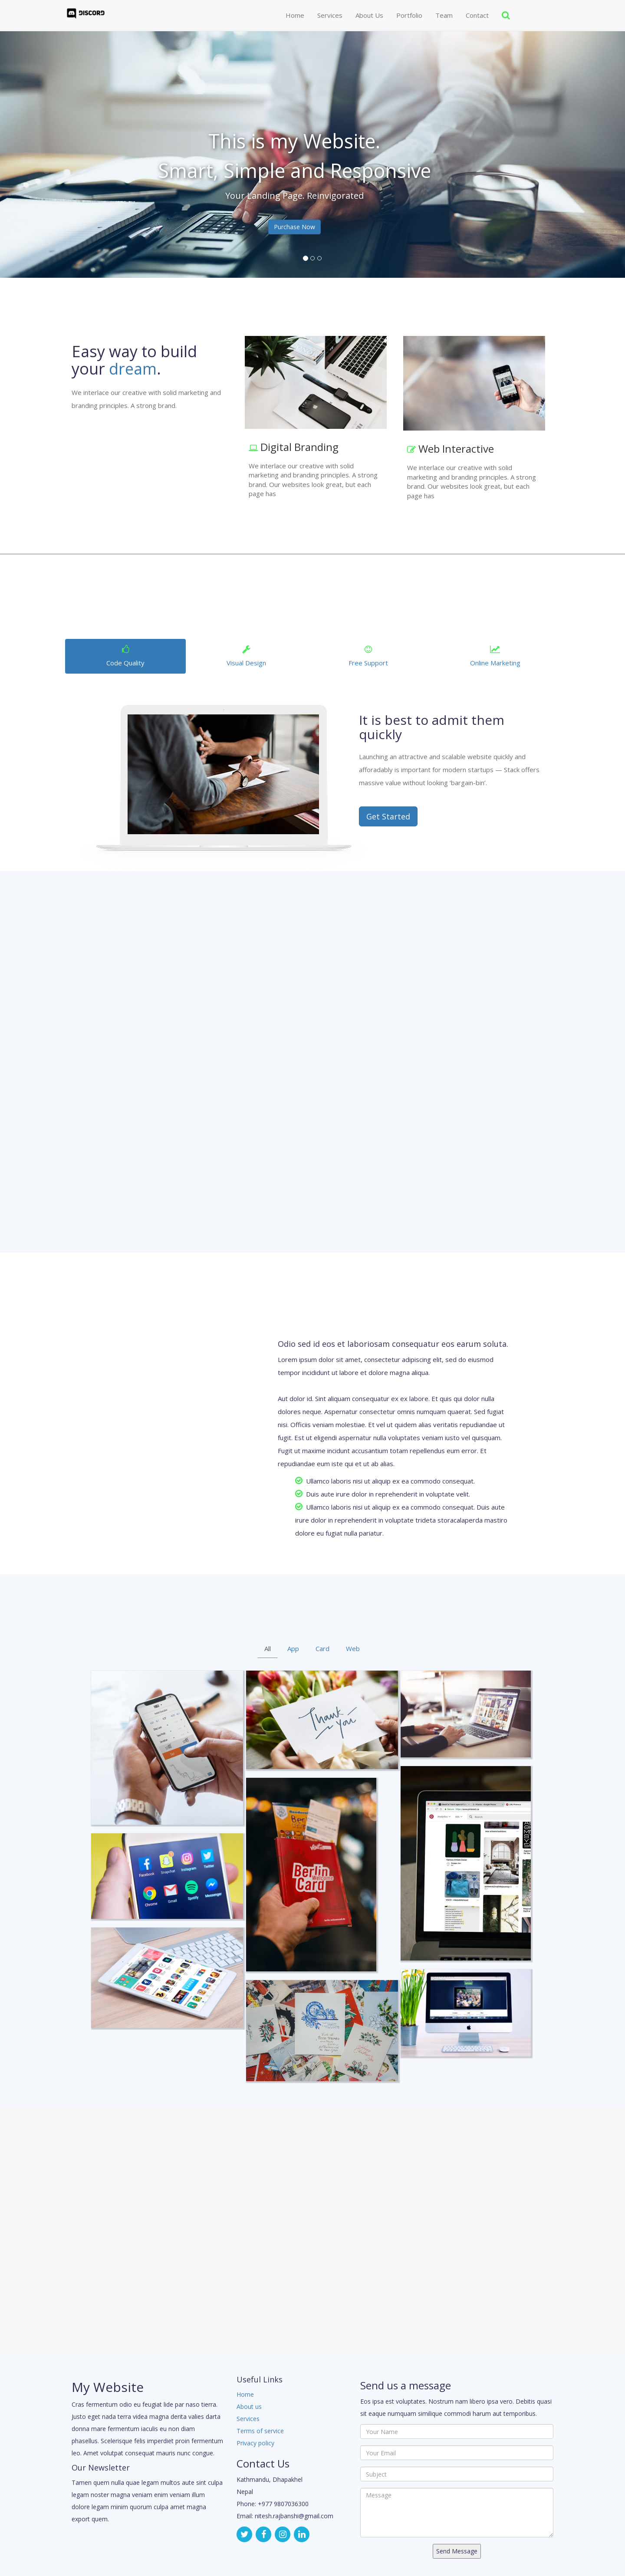 DISCORD
Home Services About Us Portfolio Team Contact
This is my Website.
Smart, Simple and Responsive
Your Landing Page. Reinvigorated
Purchase Now
Easy way to build
your dream.
We interlace our creative with solid marketing and
branding principles. A strong brand.
Digital Branding
We interlace our creative with solid
marketing and branding principles. A strong
brand. Our websites look great, but each
page has
Web Interactive
We interlace our creative with solid
marketing and branding principles. A strong
brand. Our websites look great, but each
page has
Code Quality
Visual Design
Free Support
Online Marketing
It is best to admit them
quickly
Launching an attractive and scalable website quickly and
afforadably is important for modern startups — Stack offers
massive value without looking 'bargain-bin'.
Get Started
Odio sed id eos et laboriosam consequatur eos earum soluta.
Lorem ipsum dolor sit amet, consectetur adipiscing elit, sed do eiusmod
tempor incididunt ut labore et dolore magna aliqua.
Aut dolor id. Sint aliquam consequatur ex ex labore. Et quis qui dolor nulla
dolores neque. Aspernatur consectetur omnis numquam quaerat. Sed fugiat
nisi. Officiis veniam molestiae. Et vel ut quidem alias veritatis repudiandae ut
fugit. Est ut eligendi aspernatur nulla voluptates veniam iusto vel quisquam.
Fugit ut maxime incidunt accusantium totam repellendus eum error. Et
repudiandae eum iste qui et ut ab alias.
Ullamco laboris nisi ut aliquip ex ea commodo consequat.
Duis aute irure dolor in reprehenderit in voluptate velit.
Ullamco laboris nisi ut aliquip ex ea commodo consequat. Duis aute
irure dolor in reprehenderit in voluptate trideta storacalaperda mastiro
dolore eu fugiat nulla pariatur.
All App Card Web
Thank
you
Facebook Snapchat Instagram Twitter
Chrome Gmail Spotify Messenger
Berlin
Welcome
Card
My Website
Cras fermentum odio eu feugiat lide par naso tierra.
Justo eget nada terra videa magna derita valies darta
donna mare fermentum iaculis eu non diam
phasellus. Scelerisque felis imperdiet proin fermentum
leo. Amet volutpat consequat mauris nunc congue.
Our Newsletter
Tamen quem nulla quae legam multos aute sint culpa
legam noster magna veniam enim veniam illum
dolore legam minim quorum culpa amet magna
export quem.
Useful Links
Home
About us
Services
Terms of service
Privacy policy
Contact Us
Kathmandu, Dhapakhel
Nepal
Phone: +977 9807036300
Email: nitesh.rajbanshi@gmail.com
Send us a message
Eos ipsa est voluptates. Nostrum nam libero ipsa vero. Debitis quasi
sit eaque numquam similique commodi harum aut temporibus.
Your Name
Your Email
Subject
Message
Send Message